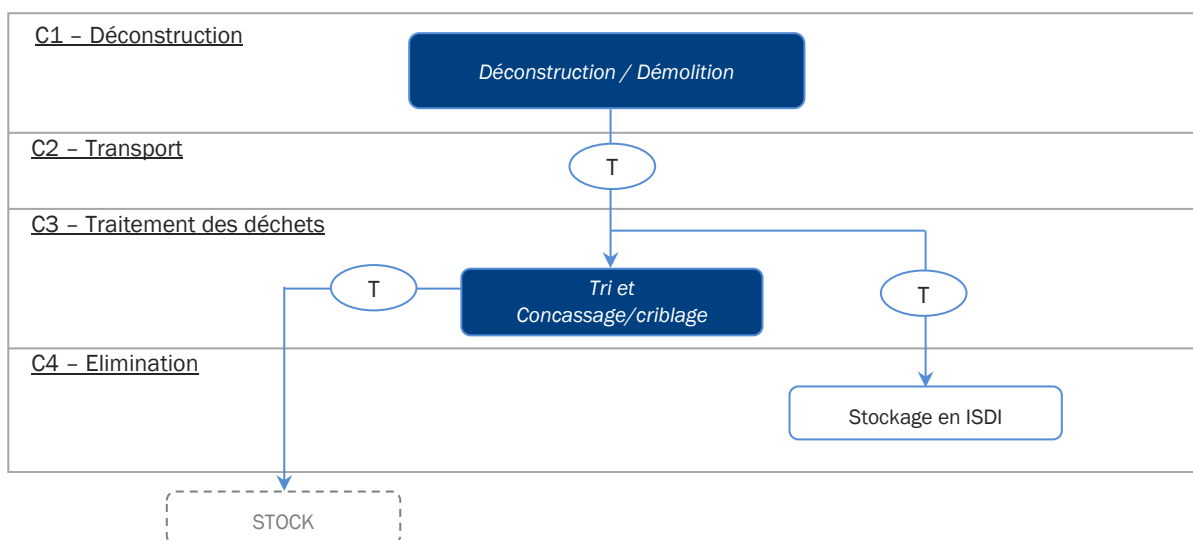 C1 – Déconstruction
Déconstruction / Démolition
C2 – Transport
T
C3 – Traitement des déchets
T
Tri et
Concassage/criblage
T
C4 – Elimination
Stockage en ISDI
STOCK